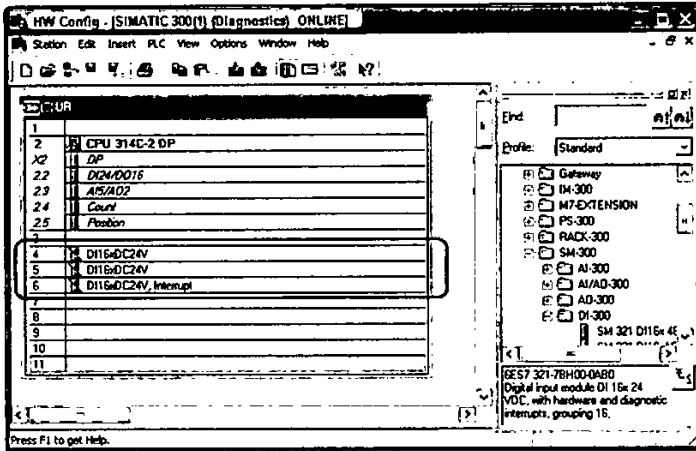 HW Config - [SIMATIC 300(1) (Diagnostics) ONLINE]
Station Edit Insert PLC View Options Window Help
UR
1
2 CPU 314C-2 DP
X2 DP
2.2 DI24/DO16
2.3 AI5/AO2
2.4 Count
2.5 Position
3
4 DI16xDC24V
5 DI16xDC24V
6 DI16xDC24V, Interrupt
7
8
9
10
11
Find:
Profile: Standard
Gateway
IM-300
M7-EXTENSION
PS-300
RACK-300
SM-300
AI-300
AI/AO-300
AO-300
DI-300
SM 321 DI16x 48
6ES7 321-7BH00-0AB0
Digital input module DI 16x 24
VDC, with hardware and diagnostic
interrupts, grouping 16,
Press F1 to get Help.